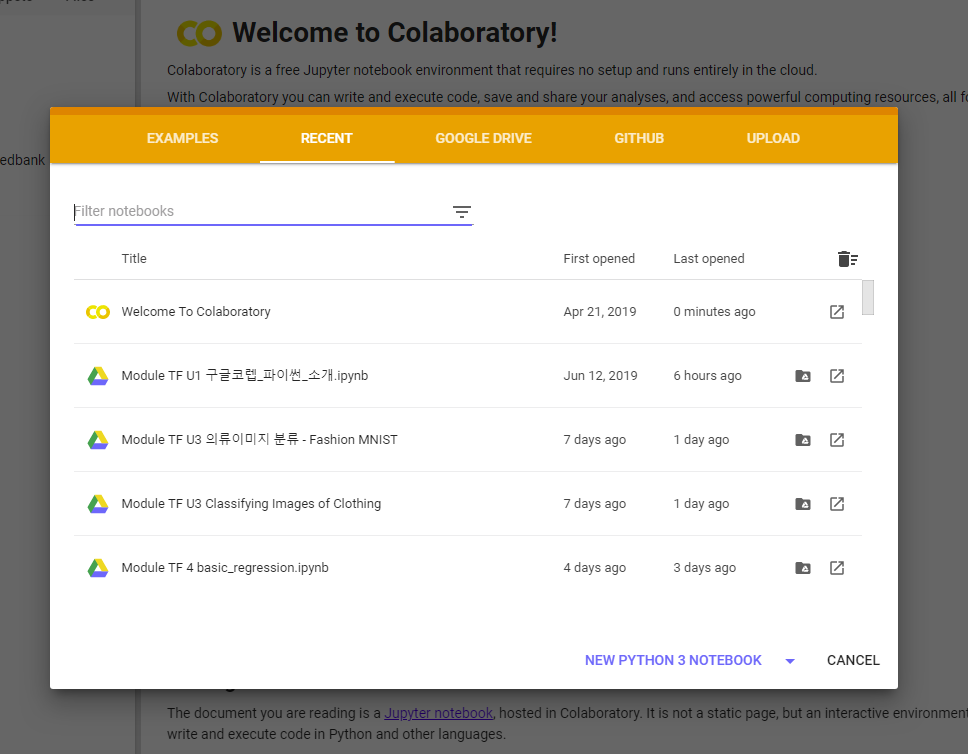 Welcome to Colaboratory!
Colaboratory is a free Jupyter notebook environment that requires no setup and runs entirely in the cloud.
With Colaboratory you can write and execute code, save and share your analyses, and access powerful computing resources, all
edbank
EXAMPLES RECENT GOOGLE DRIVE GITHUB UPLOAD
Filter notebooks
Title First opened Last opened
Welcome To Colaboratory Apr 21, 2019 0 minutes ago
Module TF U1 구글코렙_파이썬_소개.ipynb Jun 12, 2019 6 hours ago
Module TF U3 의류이미지 분류 - Fashion MNIST 7 days ago 1 day ago
Module TF U3 Classifying Images of Clothing 7 days ago 1 day ago
Module TF 4 basic_regression.ipynb 4 days ago 3 days ago
NEW PYTHON 3 NOTEBOOK CANCEL
The document you are reading is a Jupyter notebook, hosted in Colaboratory. It is not a static page, but an interactive environment
write and execute code in Python and other languages.